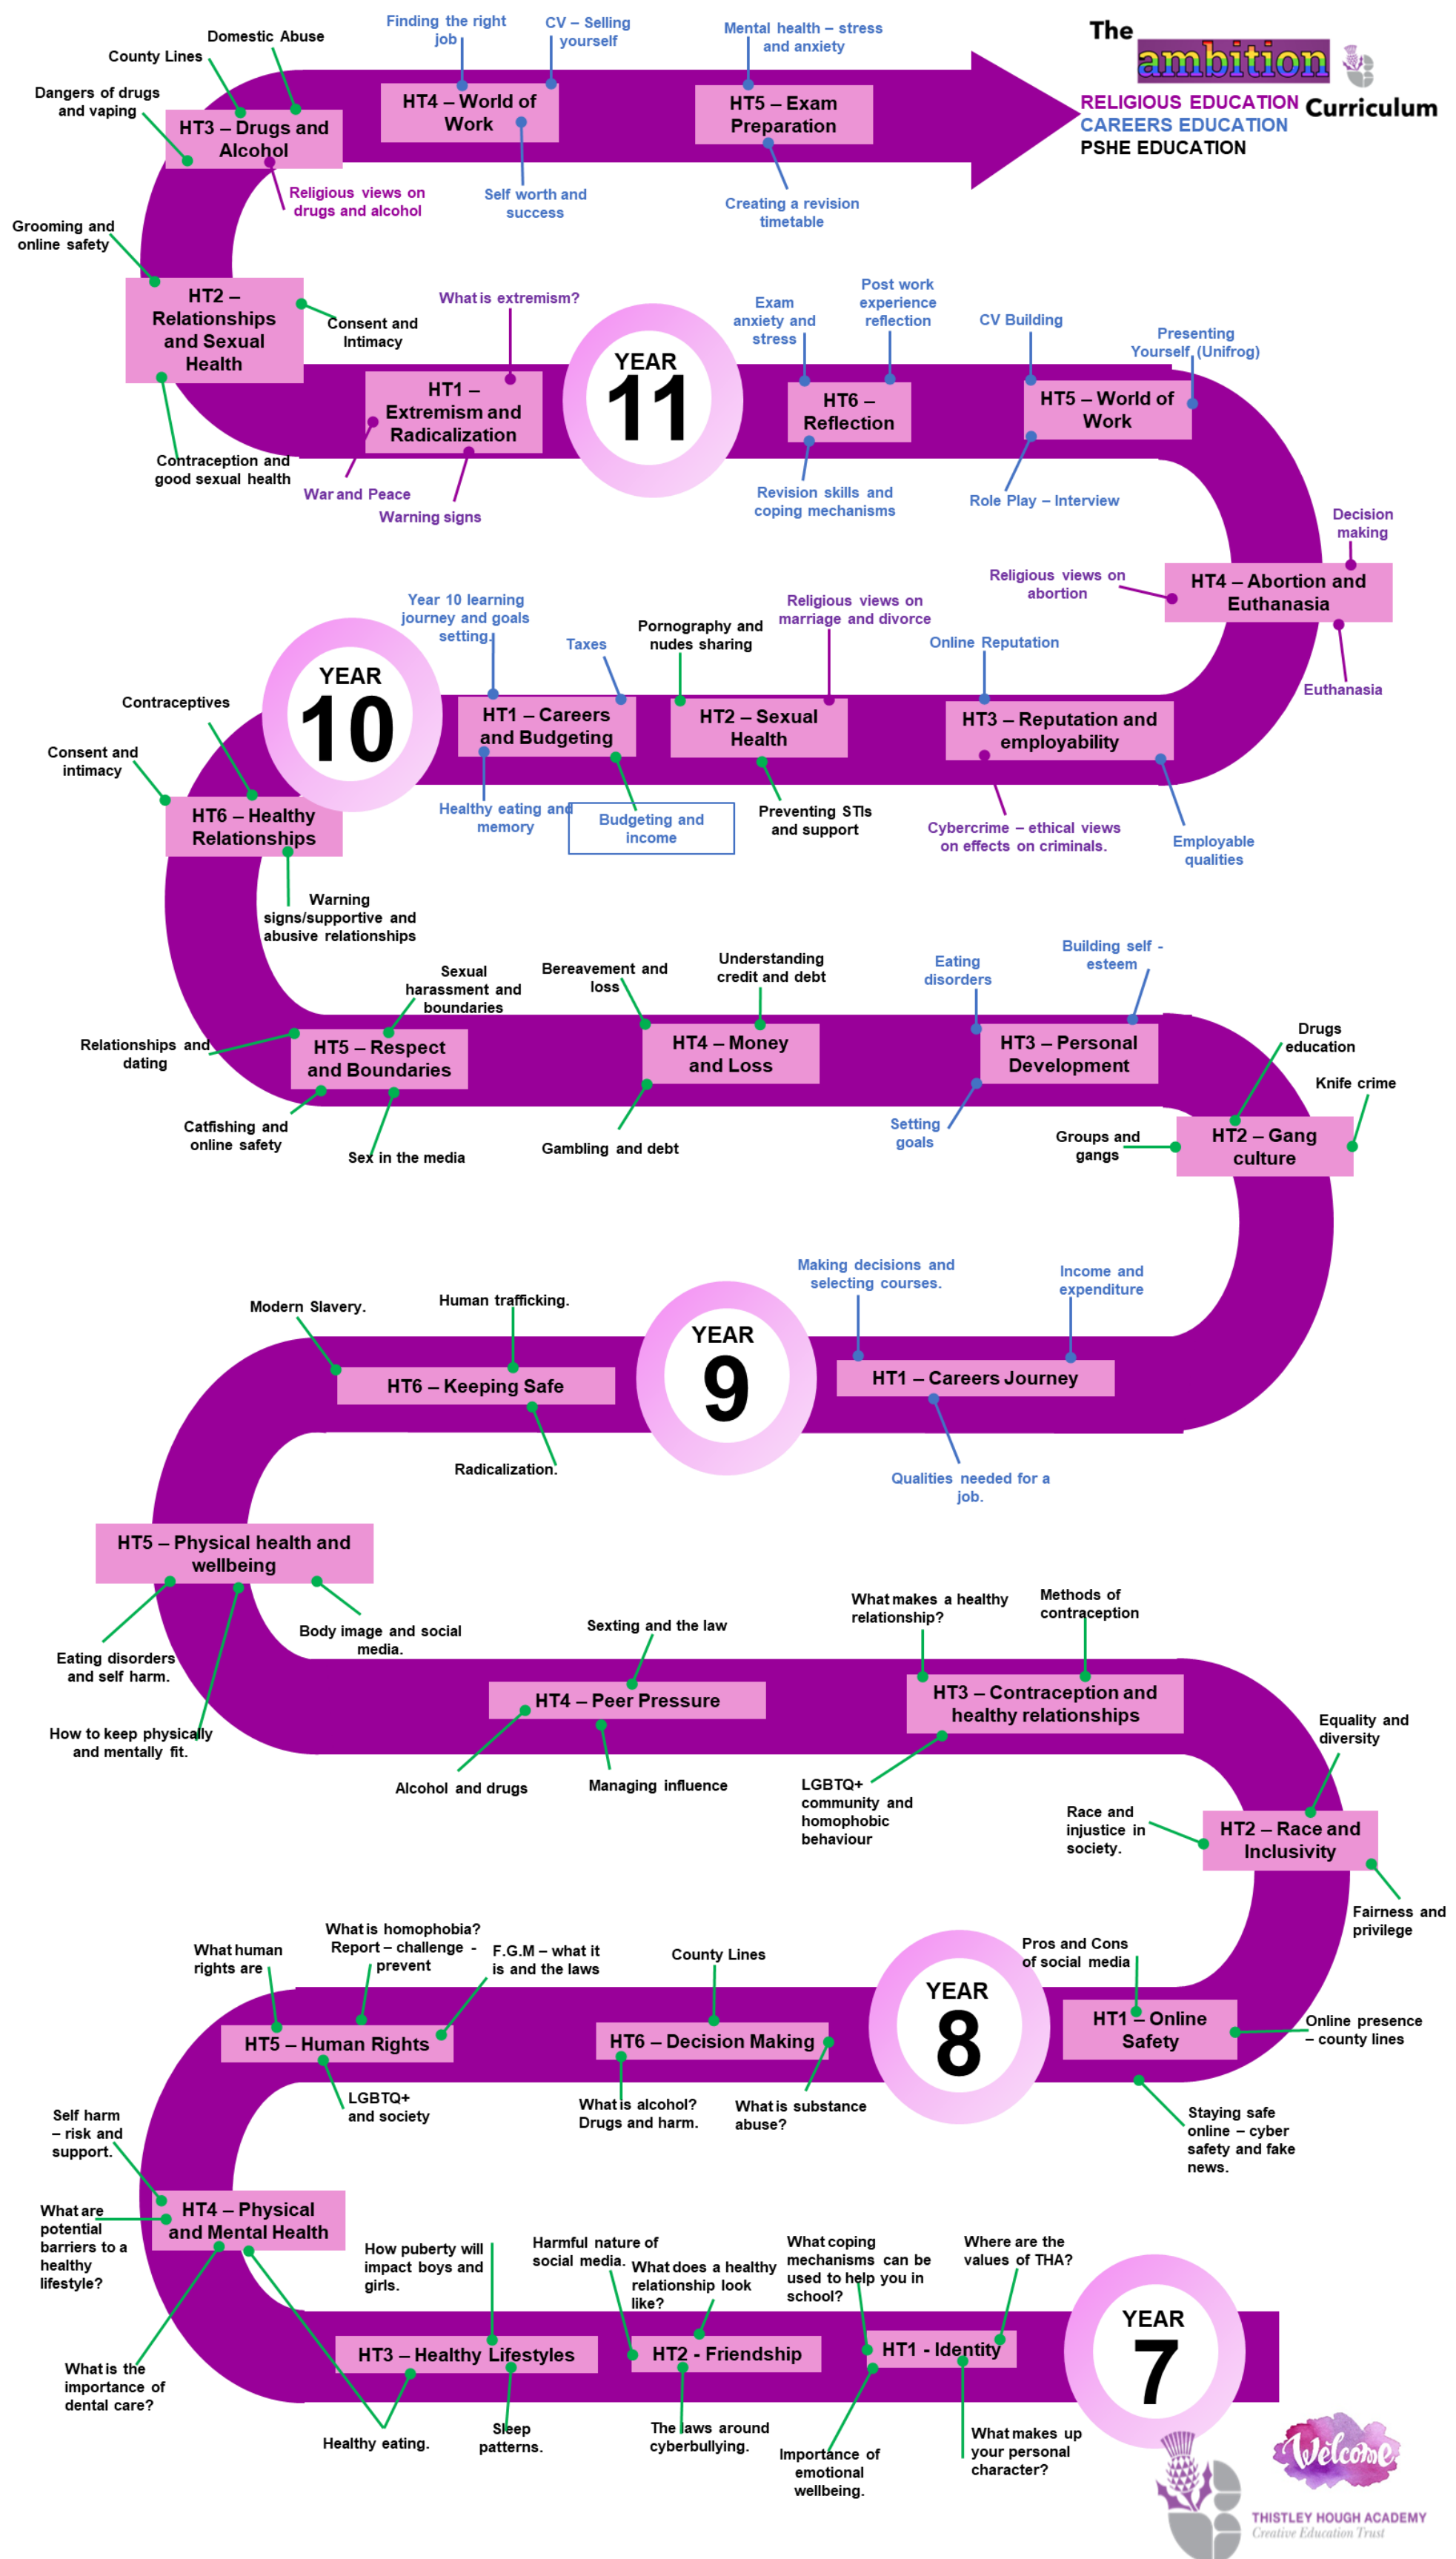 The
ambition
Curriculum
RELIGIOUS EDUCATION
CAREERS EDUCATION
PSHE EDUCATION
Finding the right
job
CV – Selling
yourself
Mental health – stress
and anxiety
Domestic Abuse
County Lines
Dangers of drugs
and vaping
HT3 – Drugs and
Alcohol
HT4 – World of
Work
HT5 – Exam
Preparation
Religious views on
drugs and alcohol
Self worth and
success
Creating a revision
timetable
Grooming and
online safety
HT2 –
Relationships
and Sexual
Health
Consent and
Intimacy
Contraception and
good sexual health
What is extremism?
HT1 –
Extremism and
Radicalization
War and Peace
Warning signs
YEAR
11
Exam
anxiety and
stress
Post work
experience
reflection
CV Building
Presenting
Yourself (Unifrog)
HT6 –
Reflection
HT5 – World of
Work
Revision skills and
coping mechanisms
Role Play – Interview
Decision
making
Religious views on
abortion
HT4 – Abortion and
Euthanasia
Euthanasia
Year 10 learning
journey and goals
setting.
Taxes
Pornography and
nudes sharing
Religious views on
marriage and divorce
Online Reputation
YEAR
10
HT1 – Careers
and Budgeting
HT2 – Sexual
Health
HT3 – Reputation and
employability
Healthy eating and
memory
Budgeting and
income
Preventing STIs
and support
Cybercrime – ethical views
on effects on criminals.
Employable
qualities
Contraceptives
Consent and
intimacy
HT6 – Healthy
Relationships
Warning
signs/supportive and
abusive relationships
Sexual
harassment and
boundaries
Bereavement and
loss
Understanding
credit and debt
Eating
disorders
Building self -
esteem
Relationships and
dating
HT5 – Respect
and Boundaries
HT4 – Money
and Loss
HT3 – Personal
Development
Catfishing and
online safety
Sex in the media
Gambling and debt
Setting
goals
Drugs
education
Knife crime
Groups and
gangs
HT2 – Gang
culture
Making decisions and
selecting courses.
Income and
expenditure
Modern Slavery.
Human trafficking.
HT6 – Keeping Safe
YEAR
9
HT1 – Careers Journey
Radicalization.
Qualities needed for a
job.
HT5 – Physical health and
wellbeing
Body image and social
media.
Eating disorders
and self harm.
How to keep physically
and mentally fit.
Sexting and the law
What makes a healthy
relationship?
Methods of
contraception
HT4 – Peer Pressure
HT3 – Contraception and
healthy relationships
Alcohol and drugs
Managing influence
LGBTQ+
community and
homophobic
behaviour
Equality and
diversity
Race and
injustice in
society.
HT2 – Race and
Inclusivity
Fairness and
privilege
What human
rights are
What is homophobia?
Report – challenge -
prevent
F.G.M – what it
is and the laws
County Lines
YEAR
8
Pros and Cons
of social media
HT1 – Online
Safety
Online presence
– county lines
HT5 – Human Rights
HT6 – Decision Making
LGBTQ+
and society
What is alcohol?
Drugs and harm.
What is substance
abuse?
Staying safe
online – cyber
safety and fake
news.
Self harm
– risk and
support.
HT4 – Physical
and Mental Health
What are
potential
barriers to a
healthy
lifestyle?
What is the
importance of
dental care?
How puberty will
impact boys and
girls.
Harmful nature of
social media.
What does a healthy
relationship look
like?
What coping
mechanisms can be
used to help you in
school?
Where are the
values of THA?
HT3 – Healthy Lifestyles
HT2 - Friendship
HT1 - Identity
YEAR
7
Healthy eating.
Sleep
patterns.
The laws around
cyberbullying.
Importance of
emotional
wellbeing.
What makes up
your personal
character?
Welcome
THISTLEY HOUGH ACADEMY
Creative Education Trust